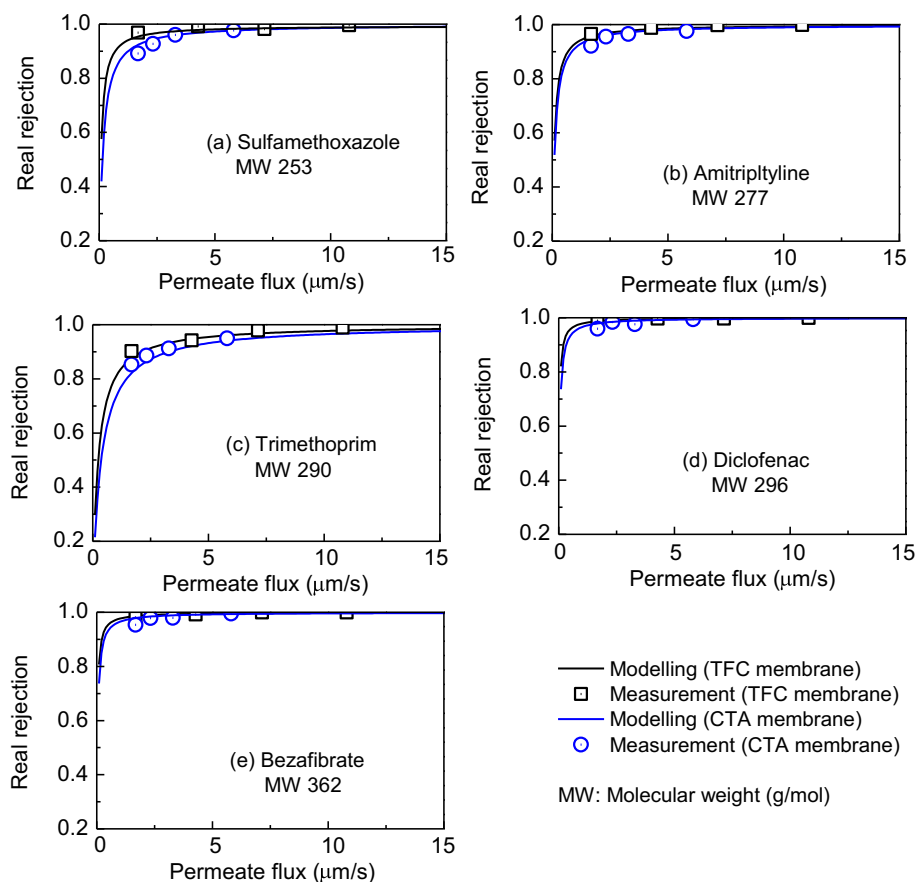 Real rejection
1.0
0.8
0.6
0.4
0.2
(a) Sulfamethoxazole
MW 253
0
5
10
15
Permeate flux (μm/s)
Real rejection
1.0
0.8
0.6
0.4
0.2
(b) Amitripltyline
MW 277
0
5
10
15
Permeate flux (μm/s)
Real rejection
1.0
0.8
0.6
0.4
0.2
(c) Trimethoprim
MW 290
0
5
10
15
Permeate flux (μm/s)
Real rejection
1.0
0.8
0.6
0.4
0.2
(d) Diclofenac
MW 296
0
5
10
15
Permeate flux (μm/s)
Real rejection
1.0
0.8
0.6
0.4
0.2
(e) Bezafibrate
MW 362
0
5
10
15
Permeate flux (μm/s)
Modelling (TFC membrane)
Measurement (TFC membrane)
Modelling (CTA membrane)
Measurement (CTA membrane)
MW: Molecular weight (g/mol)